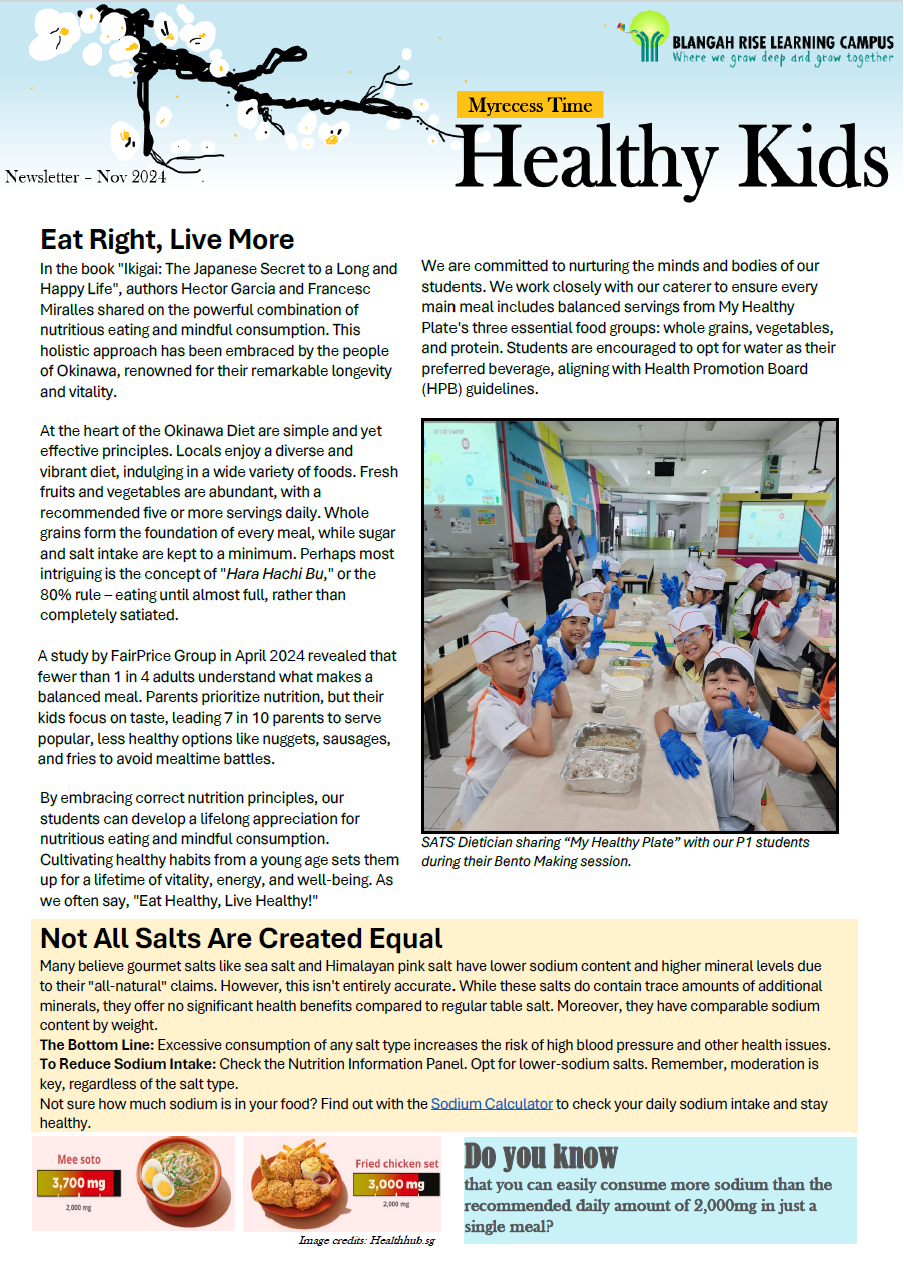 BLANGAH RISE LEARNING CAMPUS
Where we grow deep and grow together
Myrecess Time
Healthy Kids
Newsletter – Nov 2024
Eat Right, Live More
In the book "Ikigai: The Japanese Secret to a Long and
Happy Life", authors Hector Garcia and Francesc
Miralles shared on the powerful combination of
nutritious eating and mindful consumption. This
holistic approach has been embraced by the people
of Okinawa, renowned for their remarkable longevity
and vitality.
At the heart of the Okinawa Diet are simple and yet
effective principles. Locals enjoy a diverse and
vibrant diet, indulging in a wide variety of foods. Fresh
fruits and vegetables are abundant, with a
recommended five or more servings daily. Whole
grains form the foundation of every meal, while sugar
and salt intake are kept to a minimum. Perhaps most
intriguing is the concept of "Hara Hachi Bu," or the
80% rule – eating until almost full, rather than
completely satiated.
A study by FairPrice Group in April 2024 revealed that
fewer than 1 in 4 adults understand what makes a
balanced meal. Parents prioritize nutrition, but their
kids focus on taste, leading 7 in 10 parents to serve
popular, less healthy options like nuggets, sausages,
and fries to avoid mealtime battles.
By embracing correct nutrition principles, our
students can develop a lifelong appreciation for
nutritious eating and mindful consumption.
Cultivating healthy habits from a young age sets them
up for a lifetime of vitality, energy, and well-being. As
we often say, "Eat Healthy, Live Healthy!"
We are committed to nurturing the minds and bodies of our
students. We work closely with our caterer to ensure every
main meal includes balanced servings from My Healthy
Plate's three essential food groups: whole grains, vegetables,
and protein. Students are encouraged to opt for water as their
preferred beverage, aligning with Health Promotion Board
(HPB) guidelines.
SATS Dietician sharing “My Healthy Plate” with our P1 students
during their Bento Making session.
Not All Salts Are Created Equal
Many believe gourmet salts like sea salt and Himalayan pink salt have lower sodium content and higher mineral levels due
to their "all-natural" claims. However, this isn't entirely accurate. While these salts do contain trace amounts of additional
minerals, they offer no significant health benefits compared to regular table salt. Moreover, they have comparable sodium
content by weight.
The Bottom Line: Excessive consumption of any salt type increases the risk of high blood pressure and other health issues.
To Reduce Sodium Intake: Check the Nutrition Information Panel. Opt for lower-sodium salts. Remember, moderation is
key, regardless of the salt type.
Not sure how much sodium is in your food? Find out with the Sodium Calculator to check your daily sodium intake and stay
healthy.
Mee soto
3,700 mg
2,000 mg
Fried chicken set
3,000 mg
2,000 mg
Image credits: Healthhub.sg
Do you know
that you can easily consume more sodium than the
recommended daily amount of 2,000mg in just a
single meal?